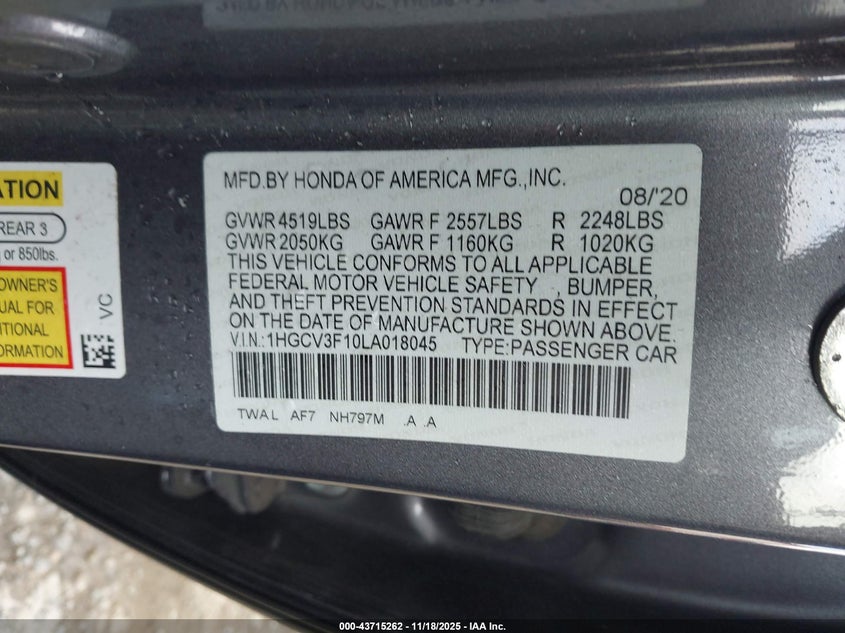 ATION
REAR 3
or 850lbs.
OWNER'S
UAL FOR
ITIONAL
FORMATION
VC
MFD.BY HONDA OF AMERICA MFG.,INC.
08/'20
GVWR 4519LBS GAWR F 2557LBS R 2248LBS
GVWR 2050KG GAWR F 1160KG R 1020KG
THIS VEHICLE CONFORMS TO ALL APPLICABLE
FEDERAL MOTOR VEHICLE SAFETY , BUMPER,
AND THEFT PREVENTION STANDARDS IN EFFECT
ON THE DATE OF MANUFACTURE SHOWN ABOVE.
V.I.N.:1HGCV3F10LA018045 TYPE:PASSENGER CAR
TWAL AF7 NH797M .A .A
000-43715262 - 11/18/2025 - IAA Inc.